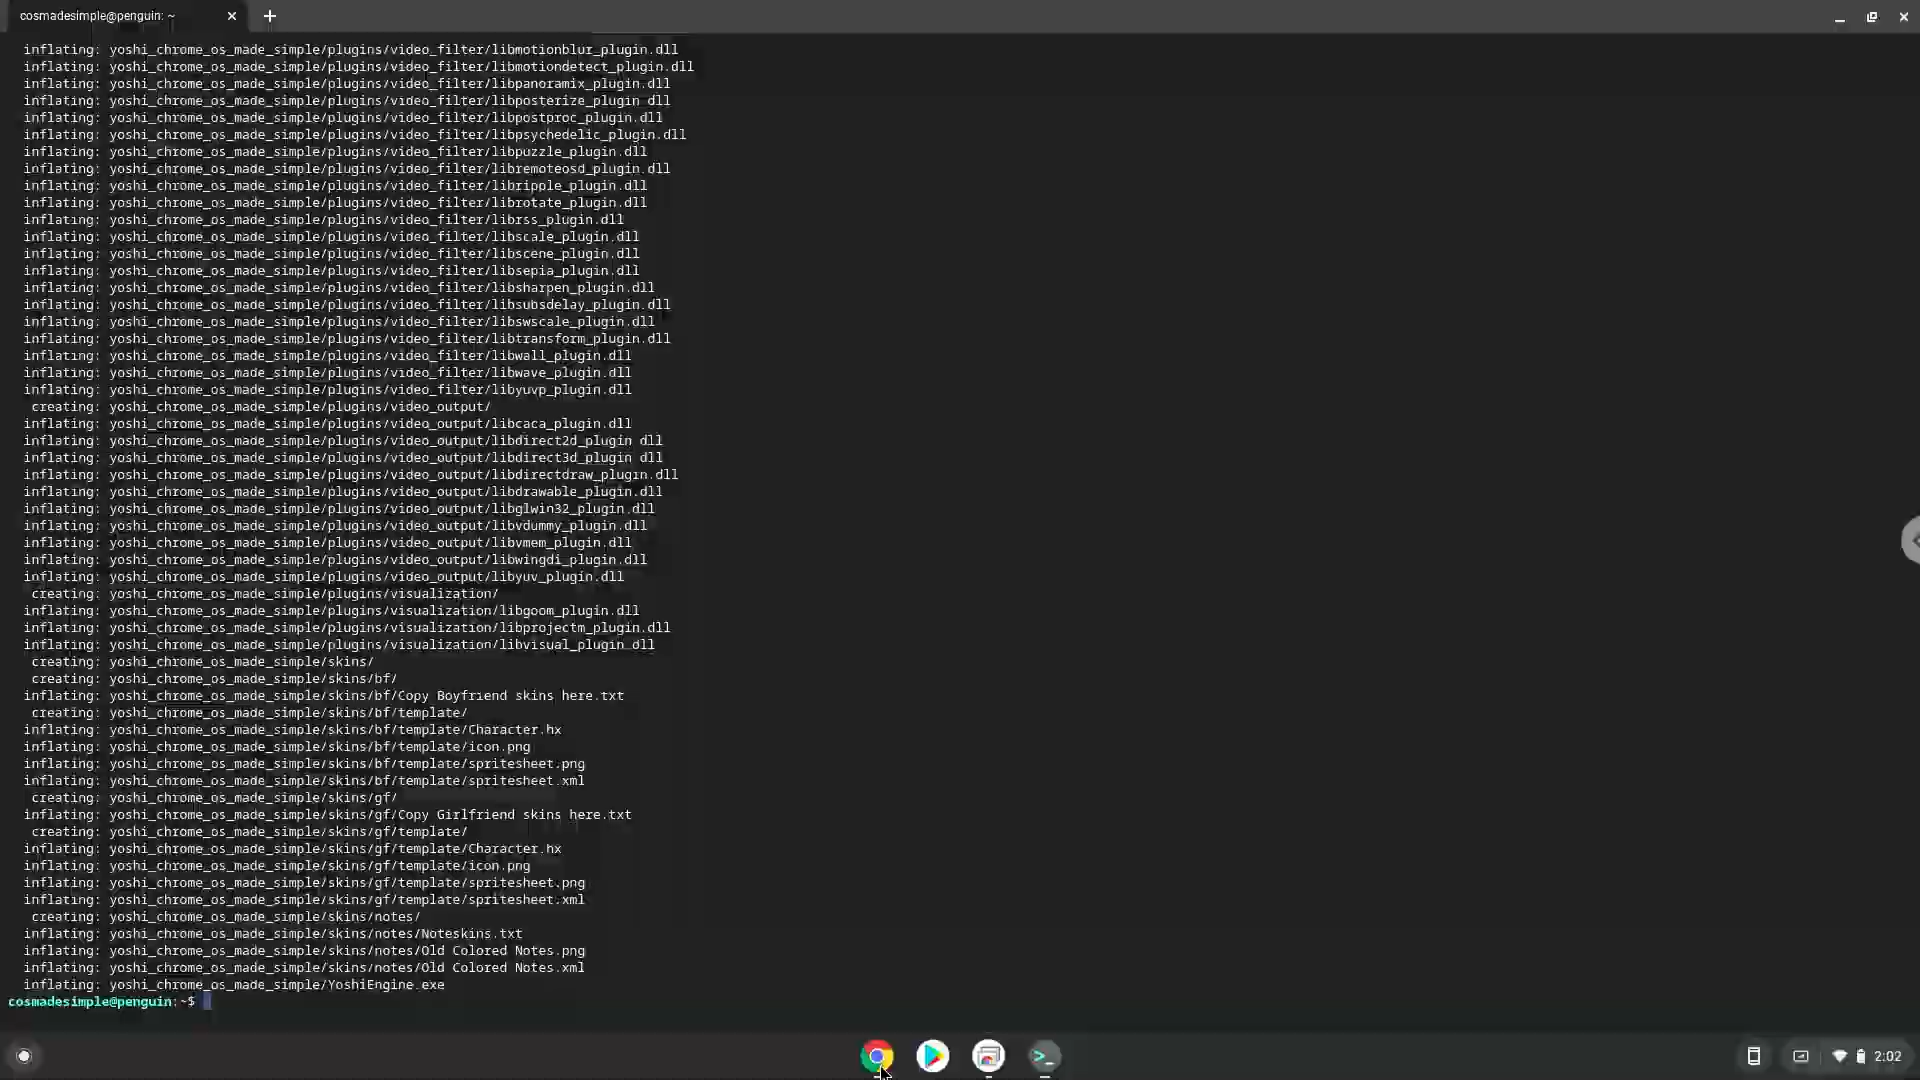 cosmadesimple@penguin: ~
inflating: yoshi_chrome_os_made_simple/plugins/video_filter/libmotionblur_plugin.dll
inflating: yoshi_chrome_os_made_simple/plugins/video_filter/libmotiondetect_plugin.dll
inflating: yoshi_chrome_os_made_simple/plugins/video_filter/libpanoramix_plugin.dll
inflating: yoshi_chrome_os_made_simple/plugins/video_filter/libposterize_plugin dll
inflating: yoshi_chrome_os_made_simple/plugins/video_filter/libpostproc_plugin.dll
inflating: yoshi_chrome_os_made_simple/plugins/video_filter/libpsychedelic_plugin.dll
inflating: yoshi_chrome_os_made_simple/plugins/video_filter/libpuzzle_plugin.dll
inflating: yoshi_chrome_os_made_simple/plugins/video_filter/libremoteosd_plugin.dll
inflating: yoshi_chrome_os_made_simple/plugins/video_filter/libripple_plugin.dll
inflating: yoshi_chrome_os_made_simple/plugins/video_filter/librotate_plugin.dll
inflating: yoshi_chrome_os_made_simple/plugins/video_filter/librss_plugin.dll
inflating: yoshi_chrome_os_made_simple/plugins/video_filter/libscale_plugin.dll
inflating: yoshi_chrome_os_made_simple/plugins/video_filter/libscene_plugin.dll
inflating: yoshi_chrome_os_made_simple/plugins/video_filter/libsepia_plugin.dll
inflating: yoshi_chrome_os_made_simple/plugins/video_filter/libsharpen_plugin.dll
inflating: yoshi_chrome_os_made_simple/plugins/video_filter/libsubsdelay_plugin.dll
inflating: yoshi_chrome_os_made_simple/plugins/video_filter/libswscale_plugin.dll
inflating: yoshi_chrome_os_made_simple/plugins/video_filter/libtransform_plugin.dll
inflating: yoshi_chrome_os_made_simple/plugins/video_filter/libwall_plugin.dll
inflating: yoshi_chrome_os_made_simple/plugins/video_filter/libwave_plugin.dll
inflating: yoshi_chrome_os_made_simple/plugins/video_filter/libyuvp_plugin.dll
creating: yoshi_chrome_os_made_simple/plugins/video_output/
inflating: yoshi_chrome_os_made_simple/plugins/video_output/libcaca_plugin.dll
inflating: yoshi_chrome_os_made_simple/plugins/video_output/libdirect2d_plugin dll
inflating: yoshi_chrome_os_made_simple/plugins/video_output/libdirect3d_plugin dll
inflating: yoshi_chrome_os_made_simple/plugins/video_output/libdirectdraw_plugin.dll
inflating: yoshi_chrome_os_made_simple/plugins/video_output/libdrawable_plugin.dll
inflating: yoshi_chrome_os_made_simple/plugins/video_output/libglwin32_plugin.dll
inflating: yoshi_chrome_os_made_simple/plugins/video_output/libvdummy_plugin.dll
inflating: yoshi_chrome_os_made_simple/plugins/video_output/libvmem_plugin.dll
inflating: yoshi_chrome_os_made_simple/plugins/video_output/libwingdi_plugin.dll
inflating: yoshi_chrome_os_made_simple/plugins/video_output/libyuv_plugin.dll
creating: yoshi_chrome_os_made_simple/plugins/visualization/
inflating: yoshi_chrome_os_made_simple/plugins/visualization/libgoom_plugin.dll
inflating: yoshi_chrome_os_made_simple/plugins/visualization/libprojectm_plugin.dll
inflating: yoshi_chrome_os_made_simple/plugins/visualization/libvisual_plugin dll
creating: yoshi_chrome_os_made_simple/skins/
creating: yoshi_chrome_os_made_simple/skins/bf/
inflating: yoshi_chrome_os_made_simple/skins/bf/Copy Boyfriend skins here.txt
creating: yoshi_chrome_os_made_simple/skins/bf/template/
inflating: yoshi_chrome_os_made_simple/skins/bf/template/Character.hx
inflating: yoshi_chrome_os_made_simple/skins/bf/template/icon.png
inflating: yoshi_chrome_os_made_simple/skins/bf/template/spritesheet.png
inflating: yoshi_chrome_os_made_simple/skins/bf/template/spritesheet.xml
creating: yoshi_chrome_os_made_simple/skins/gf/
inflating: yoshi_chrome_os_made_simple/skins/gf/Copy Girlfriend skins here.txt
creating: yoshi_chrome_os_made_simple/skins/gf/template/
inflating: yoshi_chrome_os_made_simple/skins/gf/template/Character.hx
inflating: yoshi_chrome_os_made_simple/skins/gf/template/icon.png
inflating: yoshi_chrome_os_made_simple/skins/gf/template/spritesheet.png
inflating: yoshi_chrome_os_made_simple/skins/gf/template/spritesheet.xml
creating: yoshi_chrome_os_made_simple/skins/notes/
inflating: yoshi_chrome_os_made_simple/skins/notes/Noteskins.txt
inflating: yoshi_chrome_os_made_simple/skins/notes/Old Colored Notes.png
inflating: yoshi_chrome_os_made_simple/skins/notes/Old Colored Notes.xml
inflating: yoshi_chrome_os_made_simple/YoshiEngine.exe
cosmadesimple@penguin:~$
2:02